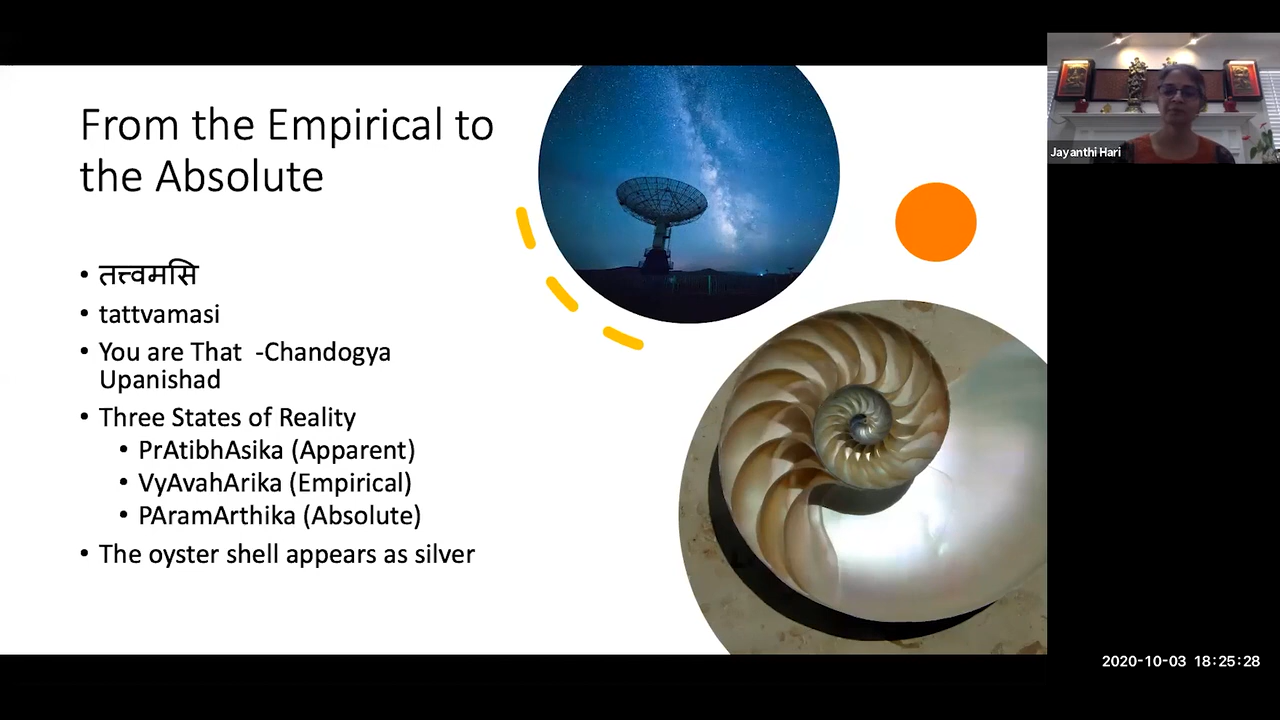 From the Empirical to
the Absolute
• तत्त्वमसि
• tattvamasi
• You are That -Chandogya
Upanishad
• Three States of Reality
• PrAtibhAsika (Apparent)
• VyAvahArika (Empirical)
• PAramArthika (Absolute)
• The oyster shell appears as silver
Jayanthi Hari
2020-10-03 18:25:28